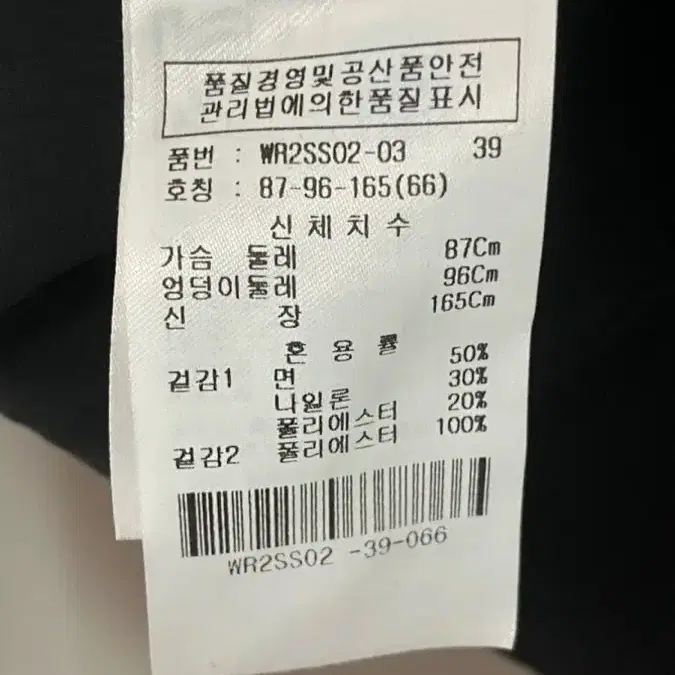 품질경영및공산품안전
관리법에의한품질표시
품번 : WR2SS02-03 39
호칭 : 87-96-165(66)
신체치수
가슴 둘레 87Cm
엉덩이둘레 96Cm
신 장 165Cm
혼용률
겉감1 면 50%
나일론 30%
폴리에스터 20%
겉감2 폴리에스터 100%
WR2SS02 -39-066